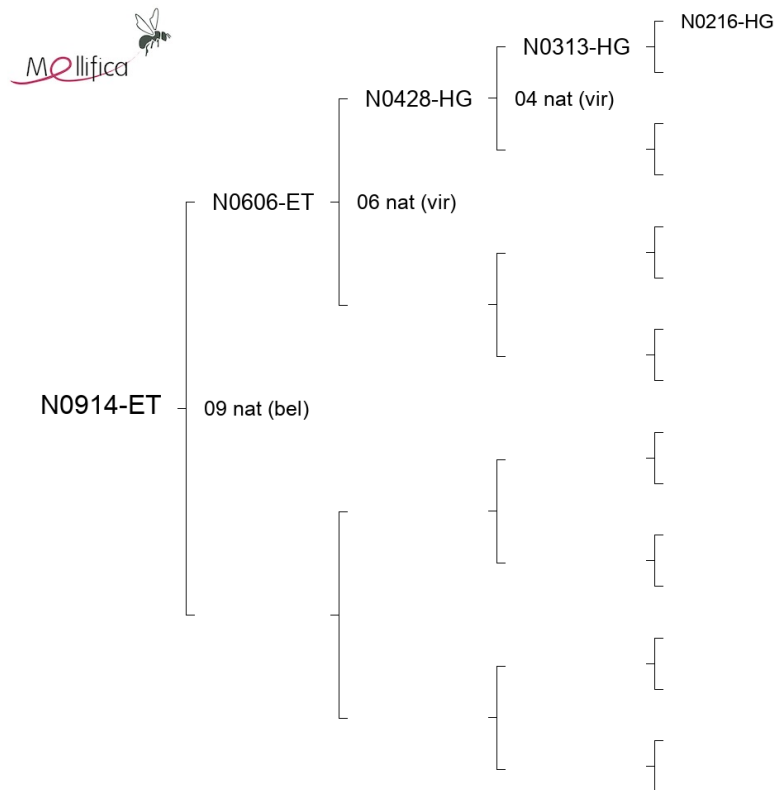 Mellifica
N0216-HG
N0313-HG
N0428-HG
04 nat (vir)
N0606-ET
06 nat (vir)
N0914-ET
09 nat (bel)